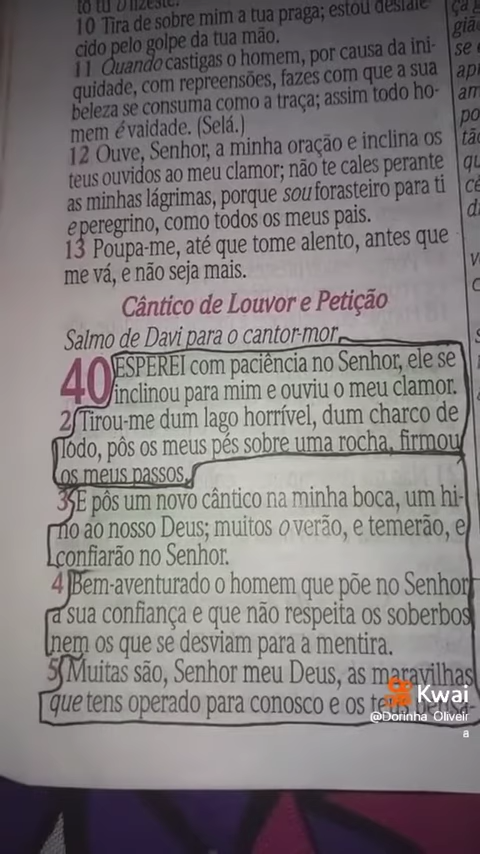 10 Tira de sobre mim a tua praga; estou desfale-
cido pelo golpe da tua mão.
11 Quando castigas o homem, por causa da ini-
quidade, com repreensões, fazes com que a sua
beleza se consuma como a traça; assim todo ho-
mem é vaidade. (Selá.)
12 Ouve, Senhor, a minha oração e inclina os
teus ouvidos ao meu clamor; não te cales perante
as minhas lágrimas, porque sou forasteiro para ti
e peregrino, como todos os meus pais.
13 Poupa-me, até que tome alento, antes que
me vá, e não seja mais.
Cântico de Louvor e Petição
Salmo de Davi para o cantor-mor
40 ESPEREI com paciência no Senhor, ele se
inclinou para mim e ouviu o meu clamor.
2 Tirou-me dum lago horrível, dum charco de
lodo, pôs os meus pés sobre uma rocha, firmou
os meus passos,
3 E pôs um novo cântico na minha boca, um hi-
no ao nosso Deus; muitos o verão, e temerão, e
confiarão no Senhor.
4 Bem-aventurado o homem que põe no Senhor
a sua confiança e que não respeita os soberbos
nem os que se desviam para a mentira.
5 Muitas são, Senhor meu Deus, as maravilhas
que tens operado para conosco e os teus pensa-
Kwai
@Dorinha Oliveir
a